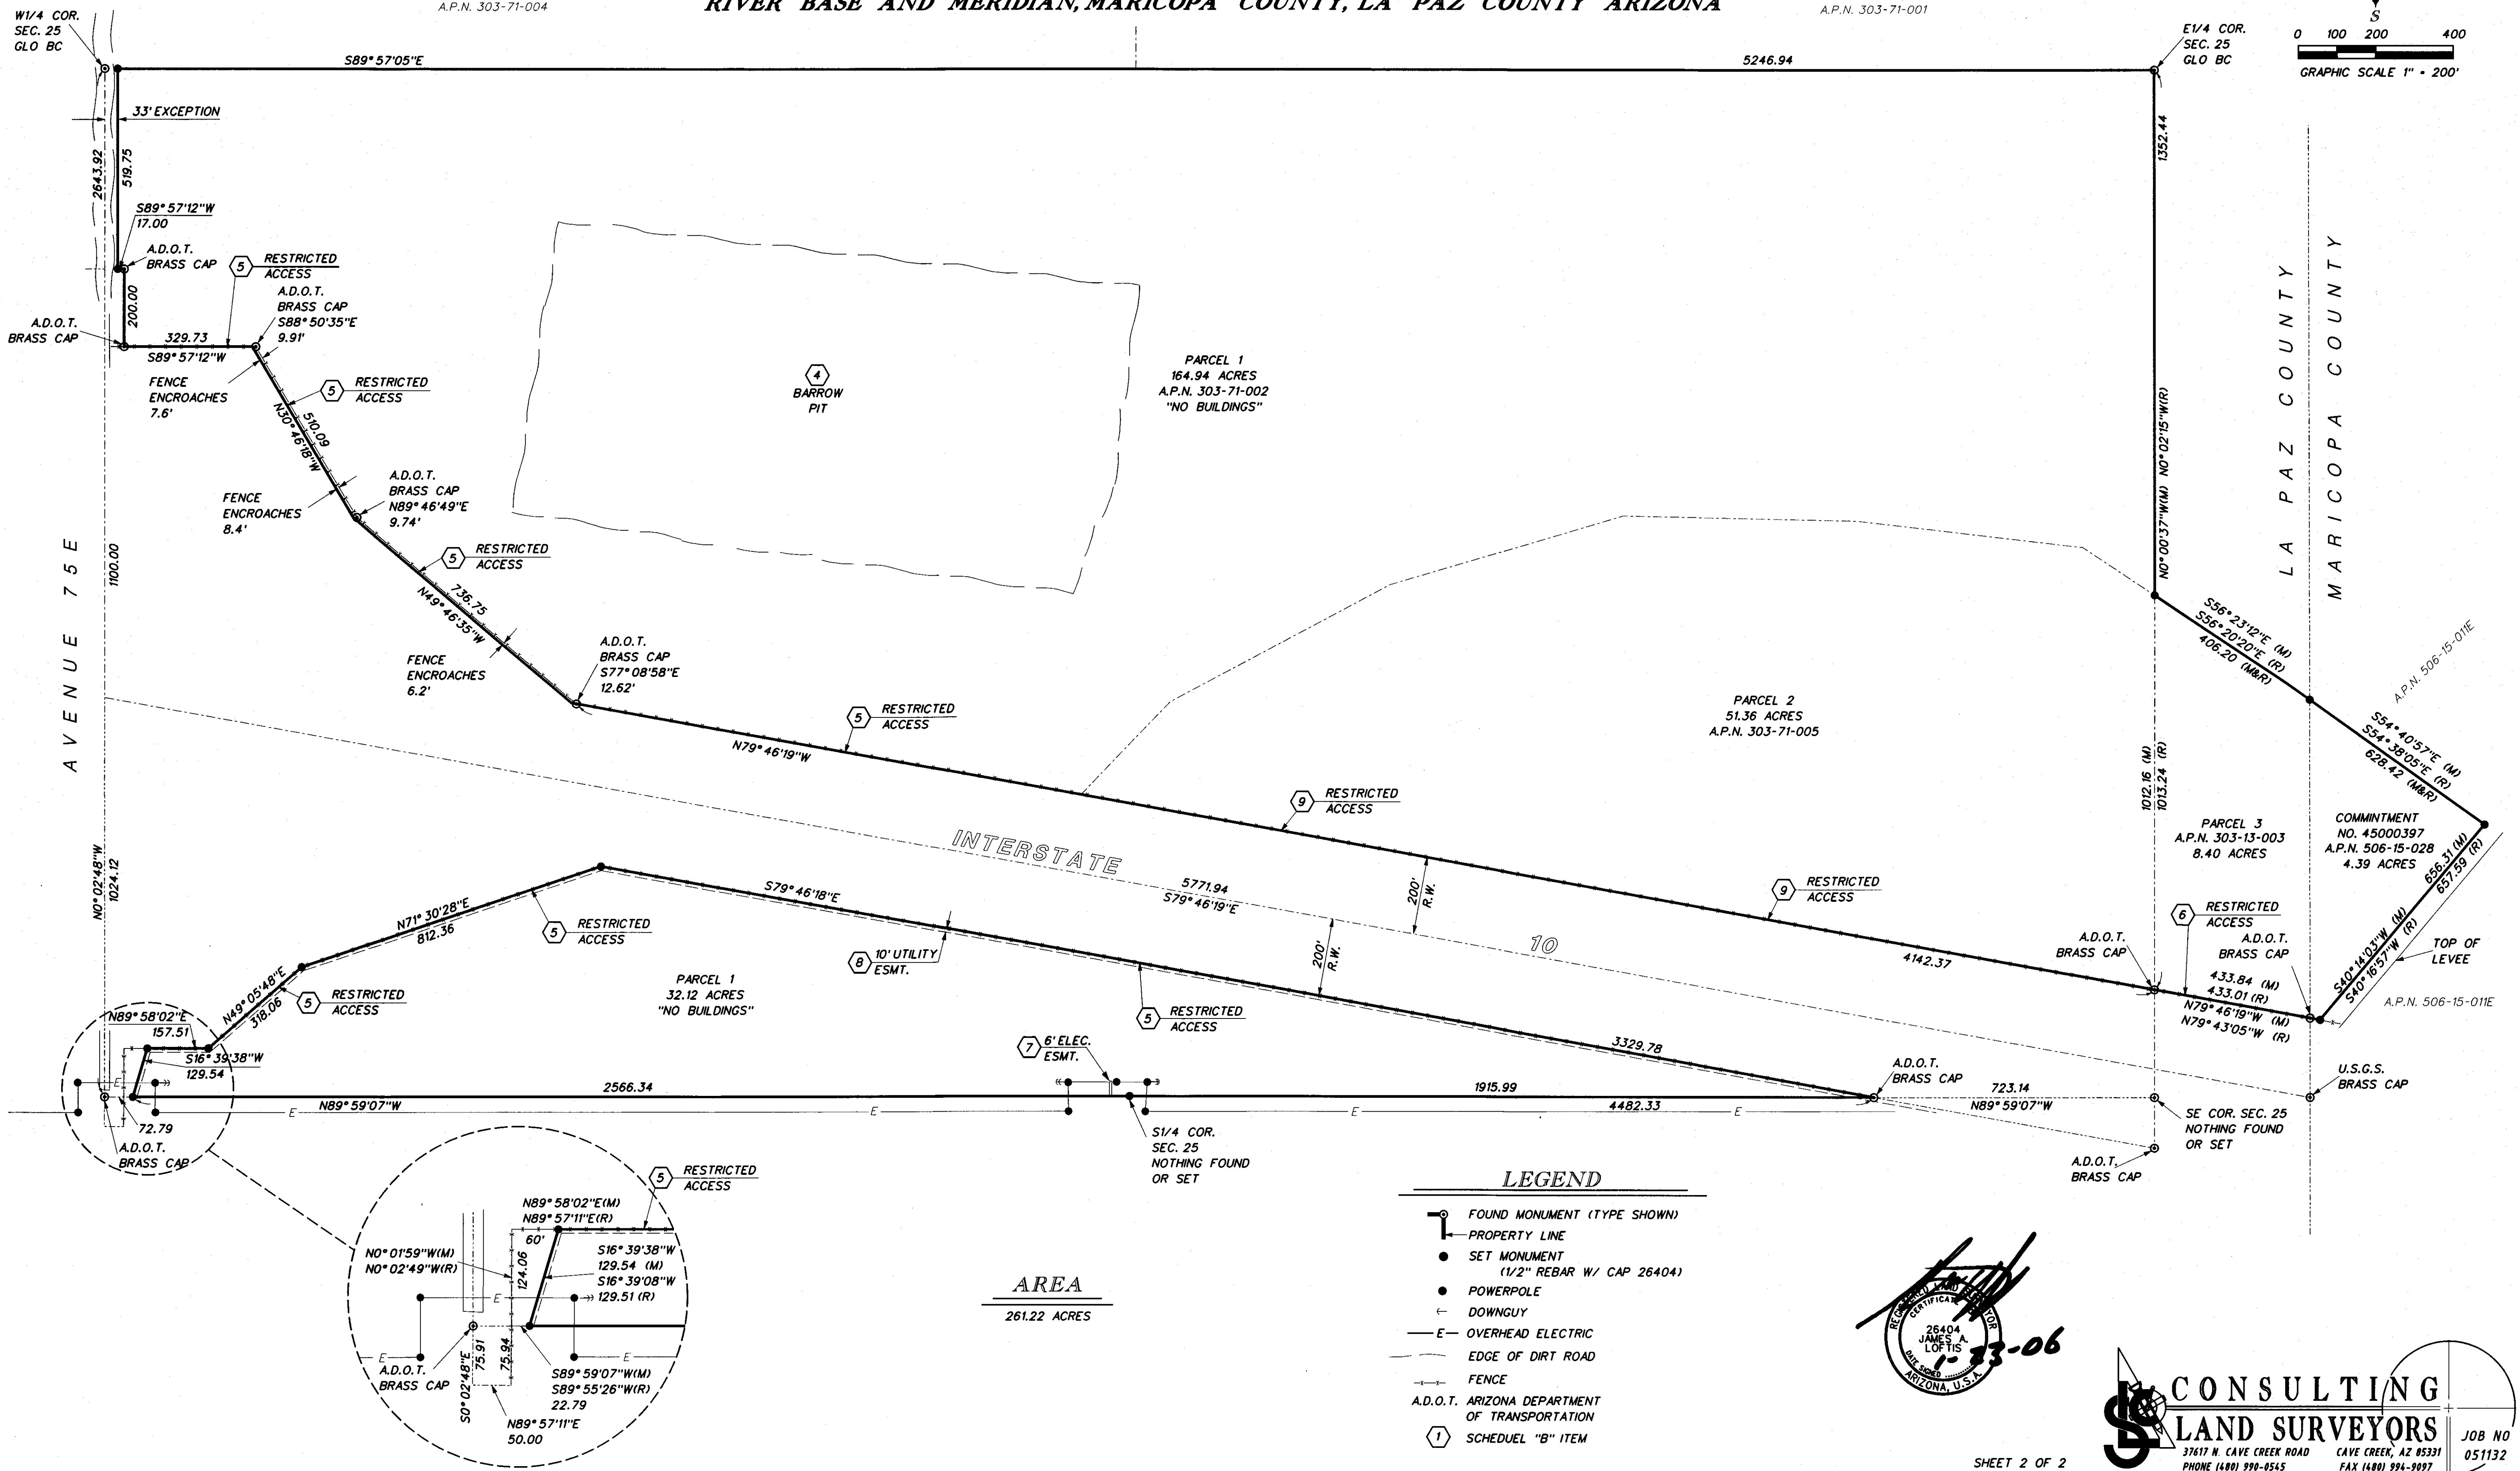 RIVER BASE AND MERIDIAN, MARICOPA COUNTY, LA PAZ COUNTY ARIZONA
A.P.N. 303-71-004
A.P.N. 303-71-001
W1/4 COR.
SEC. 25
GLO BC
S89°57'05"E
5246.94
E1/4 COR.
SEC. 25
GLO BC
S
0 100 200 400
GRAPHIC SCALE 1" = 200'
33' EXCEPTION
2643.92
519.75
S89°57'12"W
17.00
A.D.O.T.
BRASS CAP
200.00
A.D.O.T.
BRASS CAP
5
RESTRICTED
ACCESS
A.D.O.T.
BRASS CAP
S88°50'35"E
9.91'
329.73
S89°57'12"W
FENCE
ENCROACHES
7.6'
5
RESTRICTED
ACCESS
510.09
N30°46'18"W
FENCE
ENCROACHES
8.4'
A.D.O.T.
BRASS CAP
N89°46'49"E
9.74'
5
RESTRICTED
ACCESS
736.75
N49°46'35"W
FENCE
ENCROACHES
6.2'
A.D.O.T.
BRASS CAP
S77°08'58"E
12.62'
4
BARROW
PIT
PARCEL 1
164.94 ACRES
A.P.N. 303-71-002
"NO BUILDINGS"
1352.44
N0°00'37"W(M) N0°02'15"W(R)
LA PAZ COUNTY
MARICOPA COUNTY
AVENUE 75E
1100.00
N0°02'48"W
1024.12
5
RESTRICTED
ACCESS
N79°46'19"W
9
RESTRICTED
ACCESS
PARCEL 2
51.36 ACRES
A.P.N. 303-71-005
9
RESTRICTED
ACCESS
4142.37
S56°23'12"E (M)
S56°20'20"E (R)
406.20 (M&R)
A.P.N. 506-15-011E
S54°40'57"E (M)
S54°38'05"E (R)
628.42 (M&R)
1012.16 (M)
1013.24 (R)
PARCEL 3
A.P.N. 303-13-003
8.40 ACRES
COMMINTMENT
NO. 45000397
A.P.N. 506-15-028
4.39 ACRES
656.31 (M)
657.59 (R)
S40°14'03"W (M)
S40°16'57"W (R)
6
RESTRICTED
ACCESS
A.D.O.T.
BRASS CAP
A.D.O.T.
BRASS CAP
TOP OF
LEVEE
A.P.N. 506-15-011E
433.84 (M)
433.01 (R)
N79°46'19"W (M)
N79°43'05"W (R)
INTERSTATE
10
5771.94
S79°46'19"E
200'
R.W.
200'
R.W.
S79°46'18"E
N71°30'28"E
812.36
5
RESTRICTED
ACCESS
8
10' UTILITY
ESMT.
5
RESTRICTED
ACCESS
3329.78
PARCEL 1
32.12 ACRES
"NO BUILDINGS"
N49°05'48"E
318.06
5
RESTRICTED
ACCESS
N89°58'02"E
157.51
S16°39'38"W
129.54
E
72.79
A.D.O.T.
BRASS CAP
2566.34
N89°59'07"W
E
E
7
6' ELEC.
ESMT.
1915.99
4482.33
E
E
A.D.O.T.
BRASS CAP
723.14
N89°59'07"W
U.S.G.S.
BRASS CAP
SE COR. SEC. 25
NOTHING FOUND
OR SET
A.D.O.T.
BRASS CAP
S1/4 COR.
SEC. 25
NOTHING FOUND
OR SET
5
RESTRICTED
ACCESS
N89°58'02"E(M)
N89°57'11"E(R)
60'
N0°01'59"W(M)
N0°02'49"W(R)
124.06
S16°39'38"W
129.54 (M)
S16°39'08"W
129.51 (R)
E
E
E
A.D.O.T.
BRASS CAP
S0°02'48"E
75.91
75.94
S89°59'07"W(M)
S89°55'26"W(R)
22.79
N89°57'11"E
50.00
AREA
261.22 ACRES
LEGEND
FOUND MONUMENT (TYPE SHOWN)
PROPERTY LINE
SET MONUMENT
(1/2" REBAR W/ CAP 26404)
POWERPOLE
DOWNGUY
E OVERHEAD ELECTRIC
EDGE OF DIRT ROAD
FENCE
A.D.O.T. ARIZONA DEPARTMENT
OF TRANSPORTATION
1 SCHEDUEL "B" ITEM
REGISTERED LAND SURVEYOR
CERTIFICATE
26404
JAMES A.
LOFTIS
DATE SIGNED
ARIZONA, U.S.A.
1-23-06
CONSULTING
LAND SURVEYORS
37617 N. CAVE CREEK ROAD CAVE CREEK, AZ 85331
PHONE (480) 990-0545 FAX (480) 994-9097
JOB NO
051132
SHEET 2 OF 2